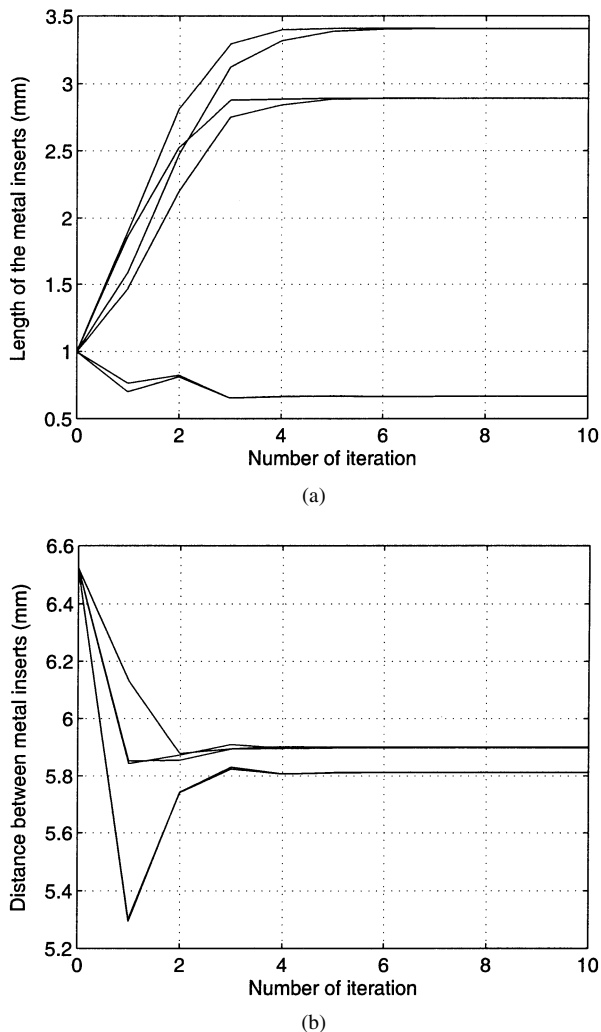 3.5
3
2.5
2
1.5
1
0.5
Length of the metal inserts (mm)
0 2 4 6 8 10
Number of iteration
(a)
6.6
6.4
6.2
6
5.8
5.6
5.4
5.2
Distance between metal inserts (mm)
0 2 4 6 8 10
Number of iteration
(b)